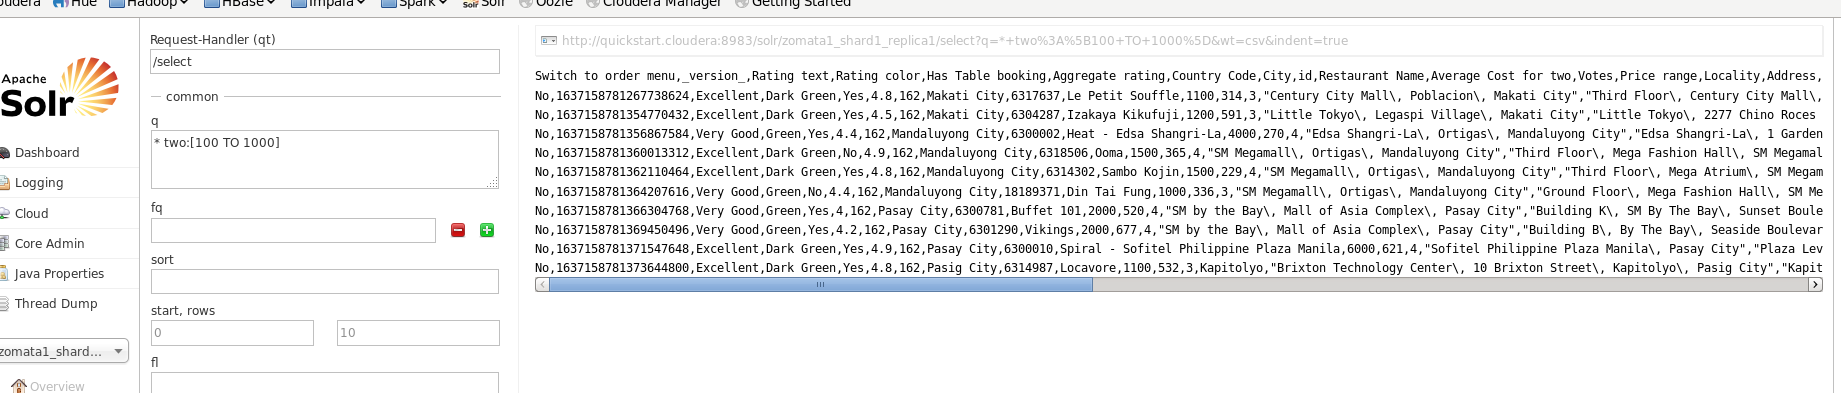 oudera Hue Hadoop HBase Impala Spark Solr Solr Oozie Cloudera Manager Getting Started
Apache
Solr
Dashboard
Logging
Cloud
Core Admin
Java Properties
Thread Dump
zomata1_shard...
Overview
Request-Handler (qt)
/select
common
q
* two:[100 TO 1000]
fq
sort
start, rows
0 10
fl
http://quickstart.cloudera:8983/solr/zomata1_shard1_replica1/select?q=*+two%3A%5B100+TO+1000%5D&wt=csv&indent=true
Switch to order menu,_version_,Rating text,Rating color,Has Table booking,Aggregate rating,Country Code,City,id,Restaurant Name,Average Cost for two,Votes,Price range,Locality,Address,
No,1637158781267738624,Excellent,Dark Green,Yes,4.8,162,Makati City,6317637,Le Petit Souffle,1100,314,3,"Century City Mall\, Poblacion\, Makati City","Third Floor\, Century City Mall\,
No,1637158781354770432,Excellent,Dark Green,Yes,4.5,162,Makati City,6304287,Izakaya Kikufuji,1200,591,3,"Little Tokyo\, Legaspi Village\, Makati City","Little Tokyo\, 2277 Chino Roces
No,1637158781356867584,Very Good,Green,Yes,4.4,162,Mandaluyong City,6300002,Heat - Edsa Shangri-La,4000,270,4,"Edsa Shangri-La\, Ortigas\, Mandaluyong City","Edsa Shangri-La\, 1 Garden
No,1637158781360013312,Excellent,Dark Green,No,4.9,162,Mandaluyong City,6318506,Ooma,1500,365,4,"SM Megamall\, Ortigas\, Mandaluyong City","Third Floor\, Mega Fashion Hall\, SM Megamal
No,1637158781362110464,Excellent,Dark Green,Yes,4.8,162,Mandaluyong City,6314302,Sambo Kojin,1500,229,4,"SM Megamall\, Ortigas\, Mandaluyong City","Third Floor\, Mega Atrium\, SM Megam
No,1637158781364207616,Very Good,Green,No,4.4,162,Mandaluyong City,18189371,Din Tai Fung,1000,336,3,"SM Megamall\, Ortigas\, Mandaluyong City","Ground Floor\, Mega Fashion Hall\, SM Me
No,1637158781366304768,Very Good,Green,Yes,4,162,Pasay City,6300781,Buffet 101,2000,520,4,"SM by the Bay\, Mall of Asia Complex\, Pasay City","Building K\, SM By The Bay\, Sunset Boule
No,1637158781369450496,Very Good,Green,Yes,4.2,162,Pasay City,6301290,Vikings,2000,677,4,"SM by the Bay\, Mall of Asia Complex\, Pasay City","Building B\, By The Bay\, Seaside Boulevar
No,1637158781371547648,Excellent,Dark Green,Yes,4.9,162,Pasay City,6300010,Spiral - Sofitel Philippine Plaza Manila,6000,621,4,"Sofitel Philippine Plaza Manila\, Pasay City","Plaza Lev
No,1637158781373644800,Excellent,Dark Green,Yes,4.8,162,Pasig City,6314987,Locavore,1100,532,3,Kapitolyo,"Brixton Technology Center\, 10 Brixton Street\, Kapitolyo\, Pasig City","Kapit